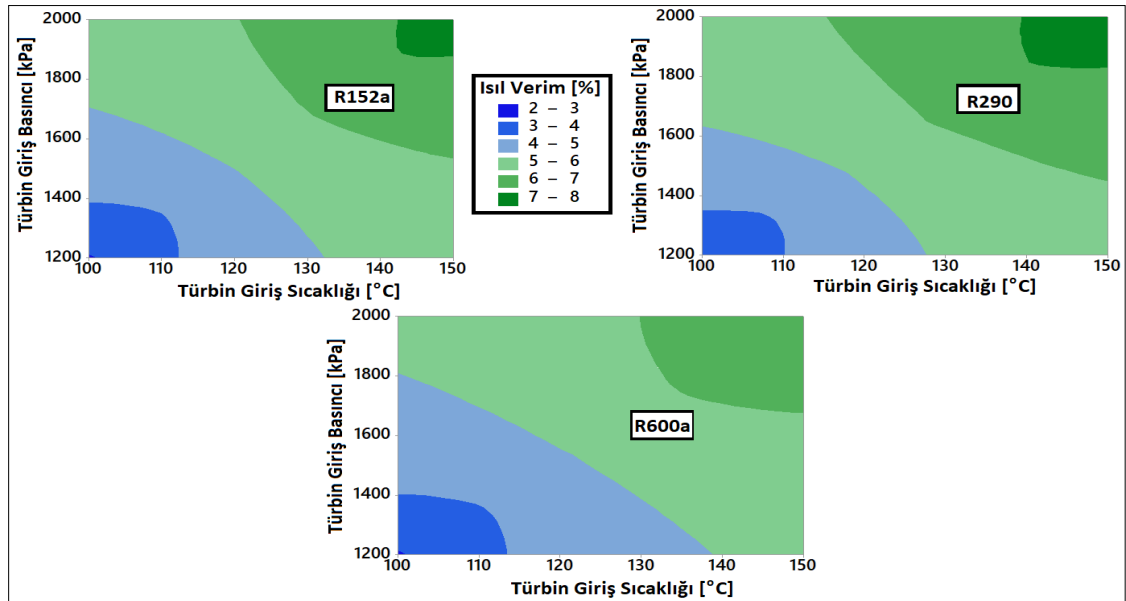 Türbin Giriş Basıncı [kPa]
2000
1800
1600
1400
1200
100
110
120
130
140
150
Türbin Giriş Sıcaklığı [°C]
R152a
Isıl Verim [%]
2 – 3
3 – 4
4 – 5
5 – 6
6 – 7
7 – 8
Türbin Giriş Basıncı [kPa]
2000
1800
1600
1400
1200
100
110
120
130
140
150
Türbin Giriş Sıcaklığı [°C]
R290
Türbin Giriş Basıncı [kPa]
2000
1800
1600
1400
1200
100
110
120
130
140
150
Türbin Giriş Sıcaklığı [°C]
R600a